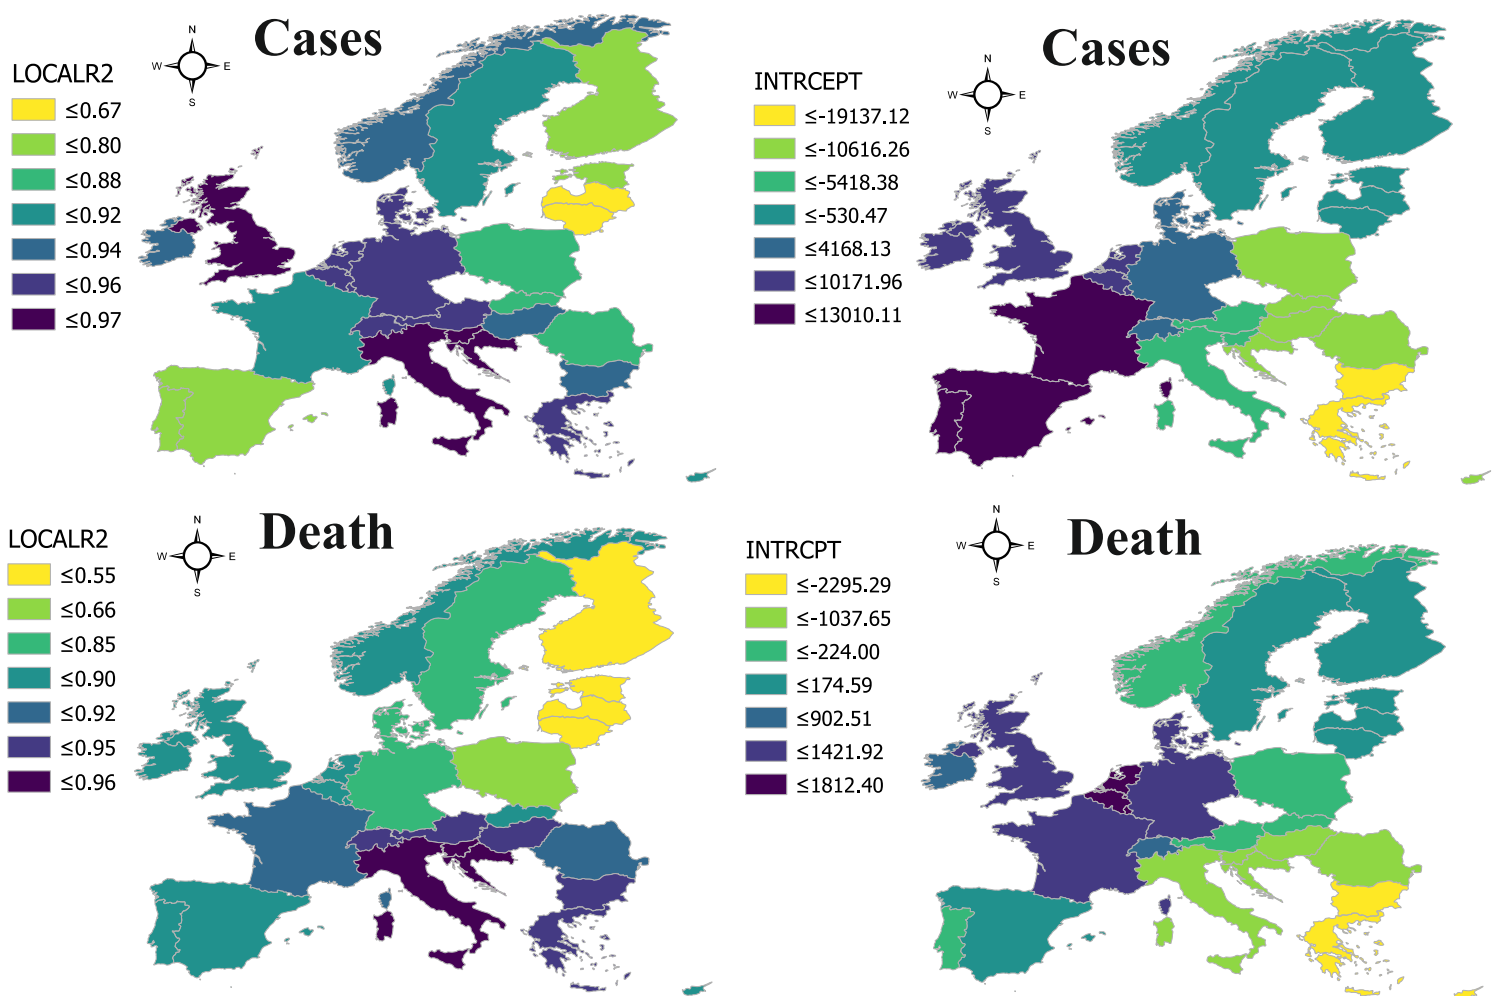 Cases
N
W E
S
LOCALR2
≤0.67
≤0.80
≤0.88
≤0.92
≤0.94
≤0.96
≤0.97
Cases
N
W E
S
INTRCEPT
≤-19137.12
≤-10616.26
≤-5418.38
≤-530.47
≤4168.13
≤10171.96
≤13010.11
Death
N
W E
S
LOCALR2
≤0.55
≤0.66
≤0.85
≤0.90
≤0.92
≤0.95
≤0.96
Death
N
W E
S
INTRCPT
≤-2295.29
≤-1037.65
≤-224.00
≤174.59
≤902.51
≤1421.92
≤1812.40